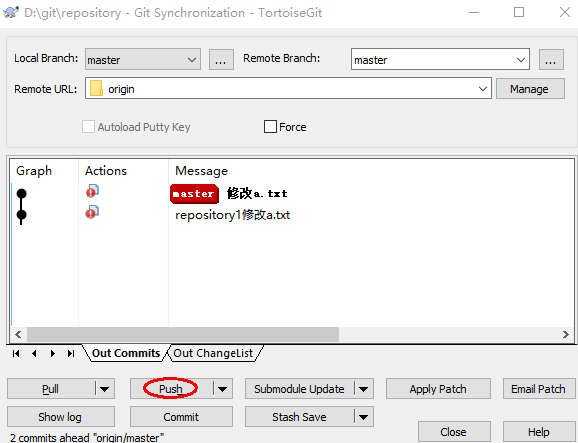 D:\git\repository - Git Synchronization - TortoiseGit
Local Branch: master ... Remote Branch: master ...
Remote URL: origin Manage
Autoload Putty Key Force
Graph Actions Message
master 修改a.txt
repository1修改a.txt
Out Commits Out ChangeList
Pull Push Submodule Update Apply Patch Email Patch
Show log Commit Stash Save
Close Help
2 commits ahead "origin/master"